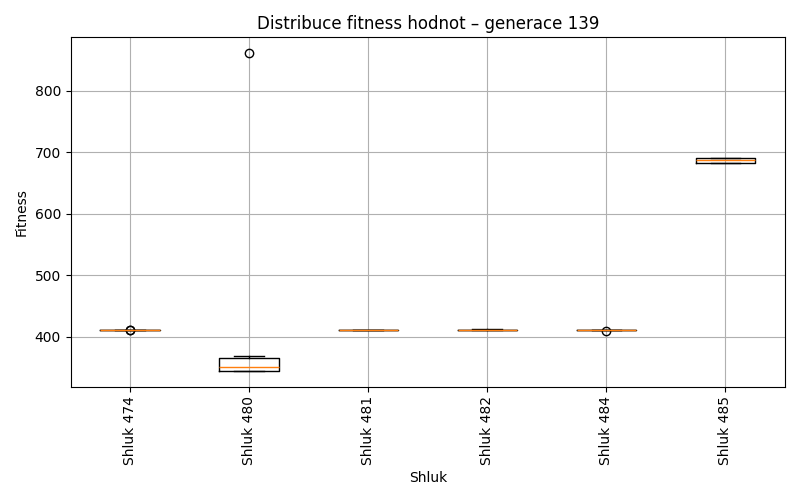 Distribuce fitness hodnot – generace 139
Fitness
800
700
600
500
400
Shluk 474
Shluk 480
Shluk 481
Shluk 482
Shluk 484
Shluk 485
Shluk